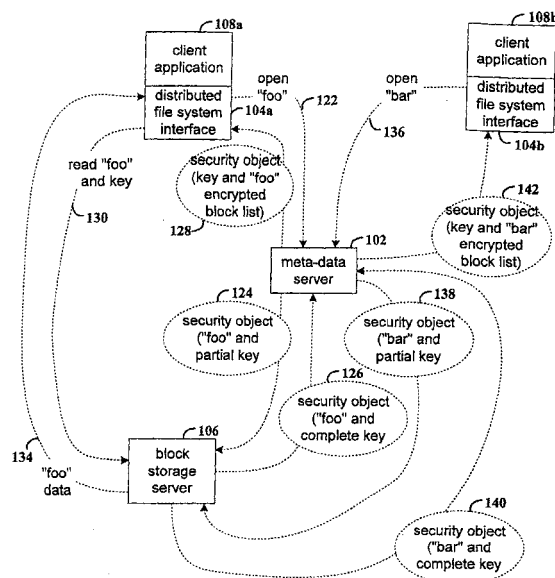 108a
client
application
distributed
file system
interface
104a
open
"foo"
122
108b
client
application
distributed
file system
interface
104b
open
"bar"
136
read "foo"
and key
130
security object
(key and "foo"
encrypted
block list)
128
142
security object
(key and "bar"
encrypted
block list)
102
meta-data
server
124
security object
("foo" and
partial key
138
security object
("bar" and
partial key
126
security object
("foo" and
complete key
106
block
storage
server
134
"foo"
data
140
security object
("bar" and
complete key